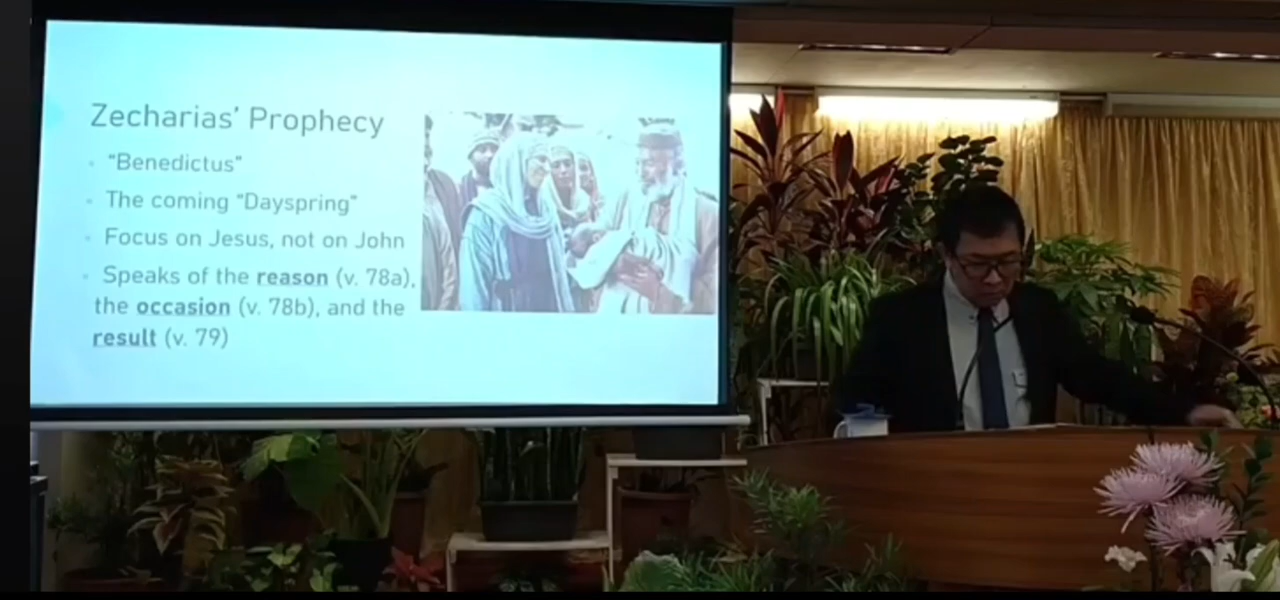 Zecharias' Prophecy
• "Benedictus"
• The coming "Dayspring"
• Focus on Jesus, not on John
• Speaks of the reason (v. 78a),
the occasion (v. 78b), and the
result (v. 79)